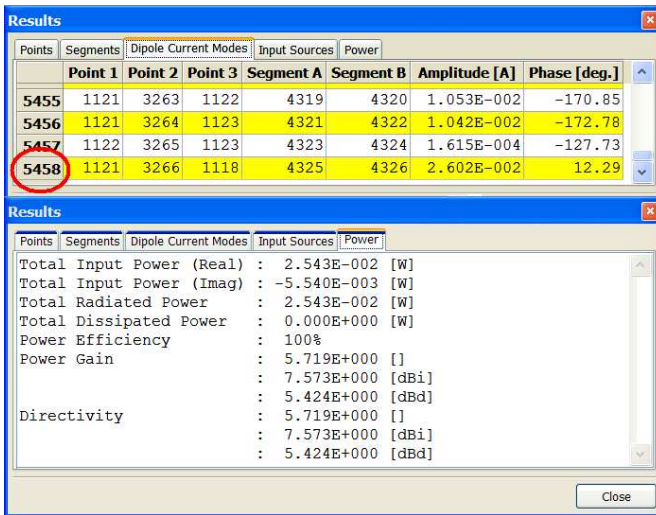 Results
Points Segments Dipole Current Modes Input Sources Power
Point 1 Point 2 Point 3 Segment A Segment B Amplitude [A] Phase [deg.]
5455 1121 3263 1122 4319 4320 1.053E-002 -170.85
5456 1121 3264 1123 4321 4322 1.042E-002 -172.78
5457 1122 3265 1123 4323 4324 1.615E-004 -127.73
5458 1121 3266 1118 4325 4326 2.602E-002 12.29
Results
Points Segments Dipole Current Modes Input Sources Power
Total Input Power (Real) : 2.543E-002 [W]
Total Input Power (Imag) : -5.540E-003 [W]
Total Radiated Power : 2.543E-002 [W]
Total Dissipated Power : 0.000E+000 [W]
Power Efficiency : 100%
Power Gain : 5.719E+000 []
: 7.573E+000 [dBi]
: 5.424E+000 [dBd]
Directivity : 5.719E+000 []
: 7.573E+000 [dBi]
: 5.424E+000 [dBd]
Close